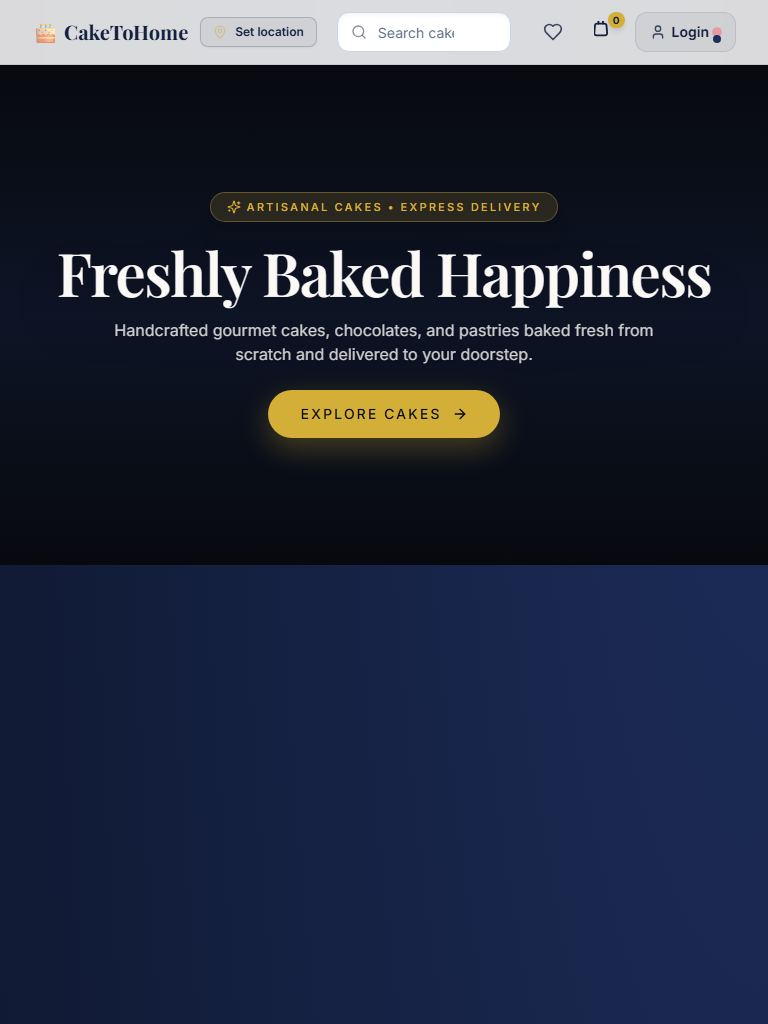 CakeToHome
Set location
Search cake
0
Login
ARTISANAL CAKES • EXPRESS DELIVERY
Freshly Baked Happiness
Handcrafted gourmet cakes, chocolates, and pastries baked fresh from
scratch and delivered to your doorstep.
EXPLORE CAKES